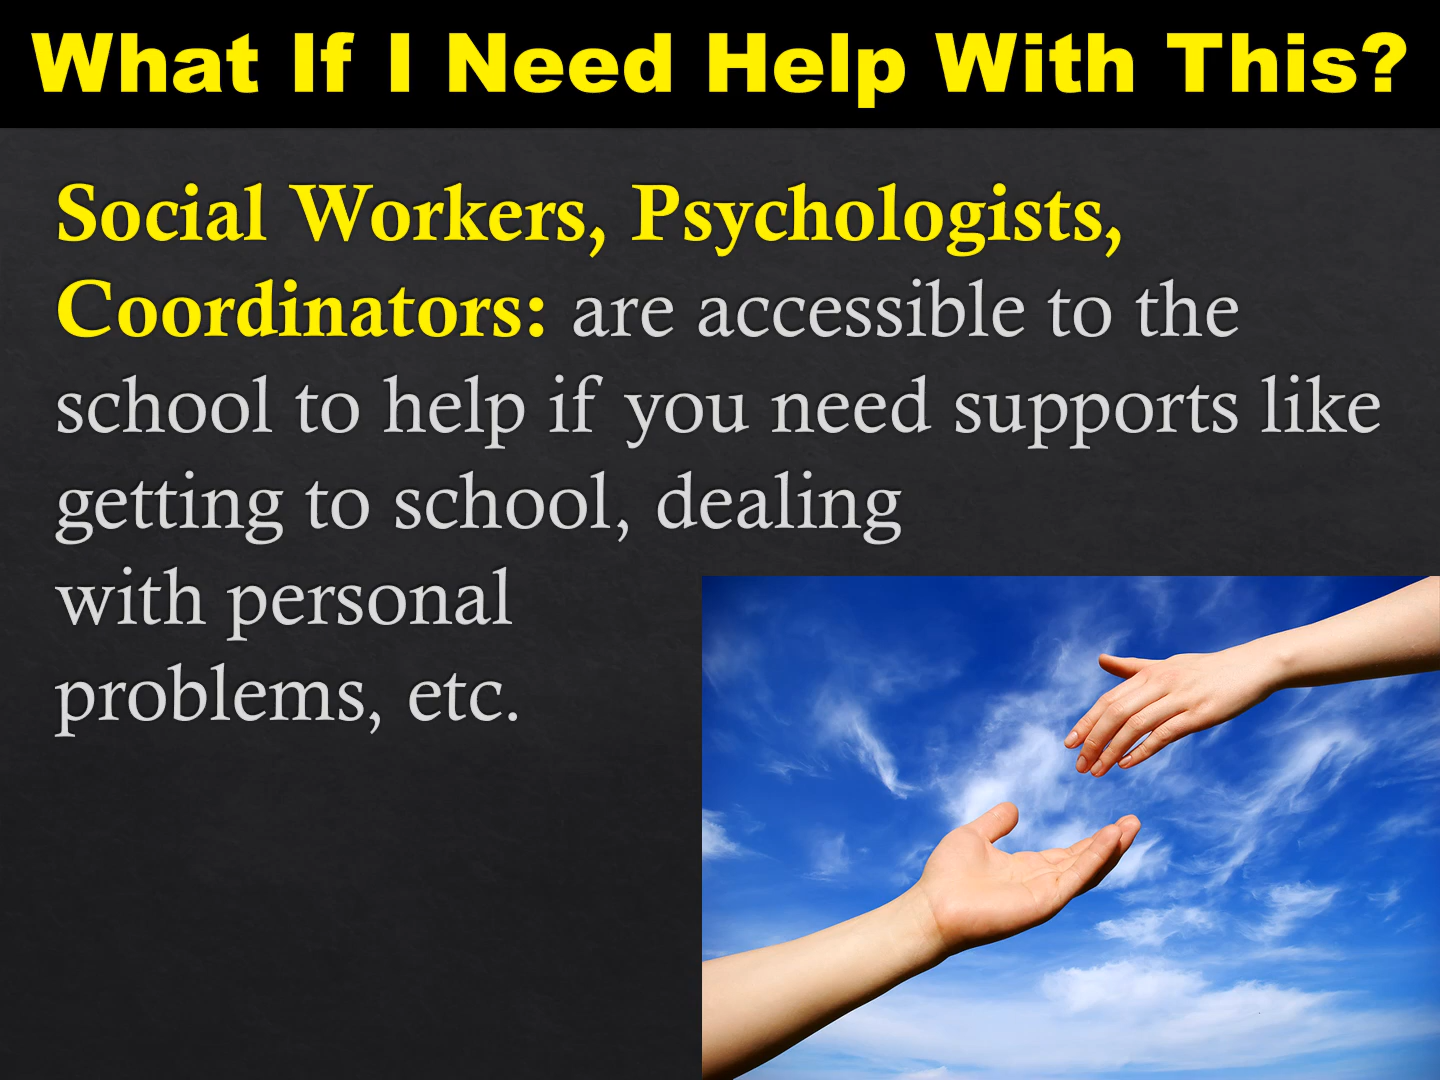 What If I Need Help With This?
Social Workers, Psychologists,
Coordinators: are accessible to the
school to help if you need supports like
getting to school, dealing
with personal
problems, etc.